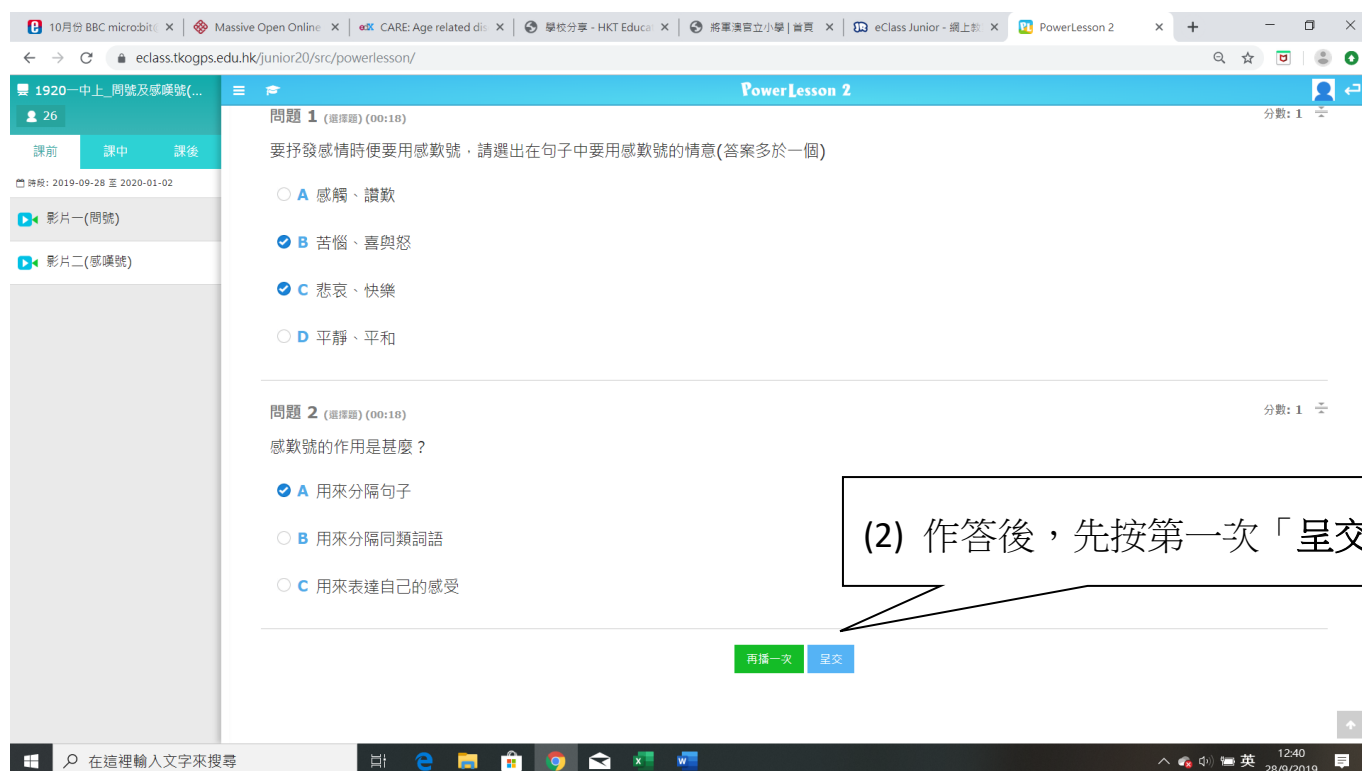 10月份 BBC micro:bit
Massive Open Online
CARE: Age related dis
學校分享 - HKT Educat
將軍澳官立小學 | 首頁
eClass Junior - 網上教
PowerLesson 2
eclass.tkogps.edu.hk/junior20/src/powerlesson/
1920一中上_問號及感嘆號(...
PowerLesson 2
26
課前 課中 課後
時段: 2019-09-28 至 2020-01-02
影片一(問號)
影片二(感嘆號)
問題 1 (選擇題) (00:18)
分數: 1
要抒發感情時便要用感歎號，請選出在句子中要用感歎號的情意(答案多於一個)
A 感觸、讚歎
B 苦惱、喜與怒
C 悲哀、快樂
D 平靜、平和
問題 2 (選擇題) (00:18)
分數: 1
感歎號的作用是甚麼？
A 用來分隔句子
B 用來分隔同類詞語
C 用來表達自己的感受
(2) 作答後，先按第一次「呈交
再播一次 呈交
在這裡輸入文字來搜尋
英
12:40
28/9/2019